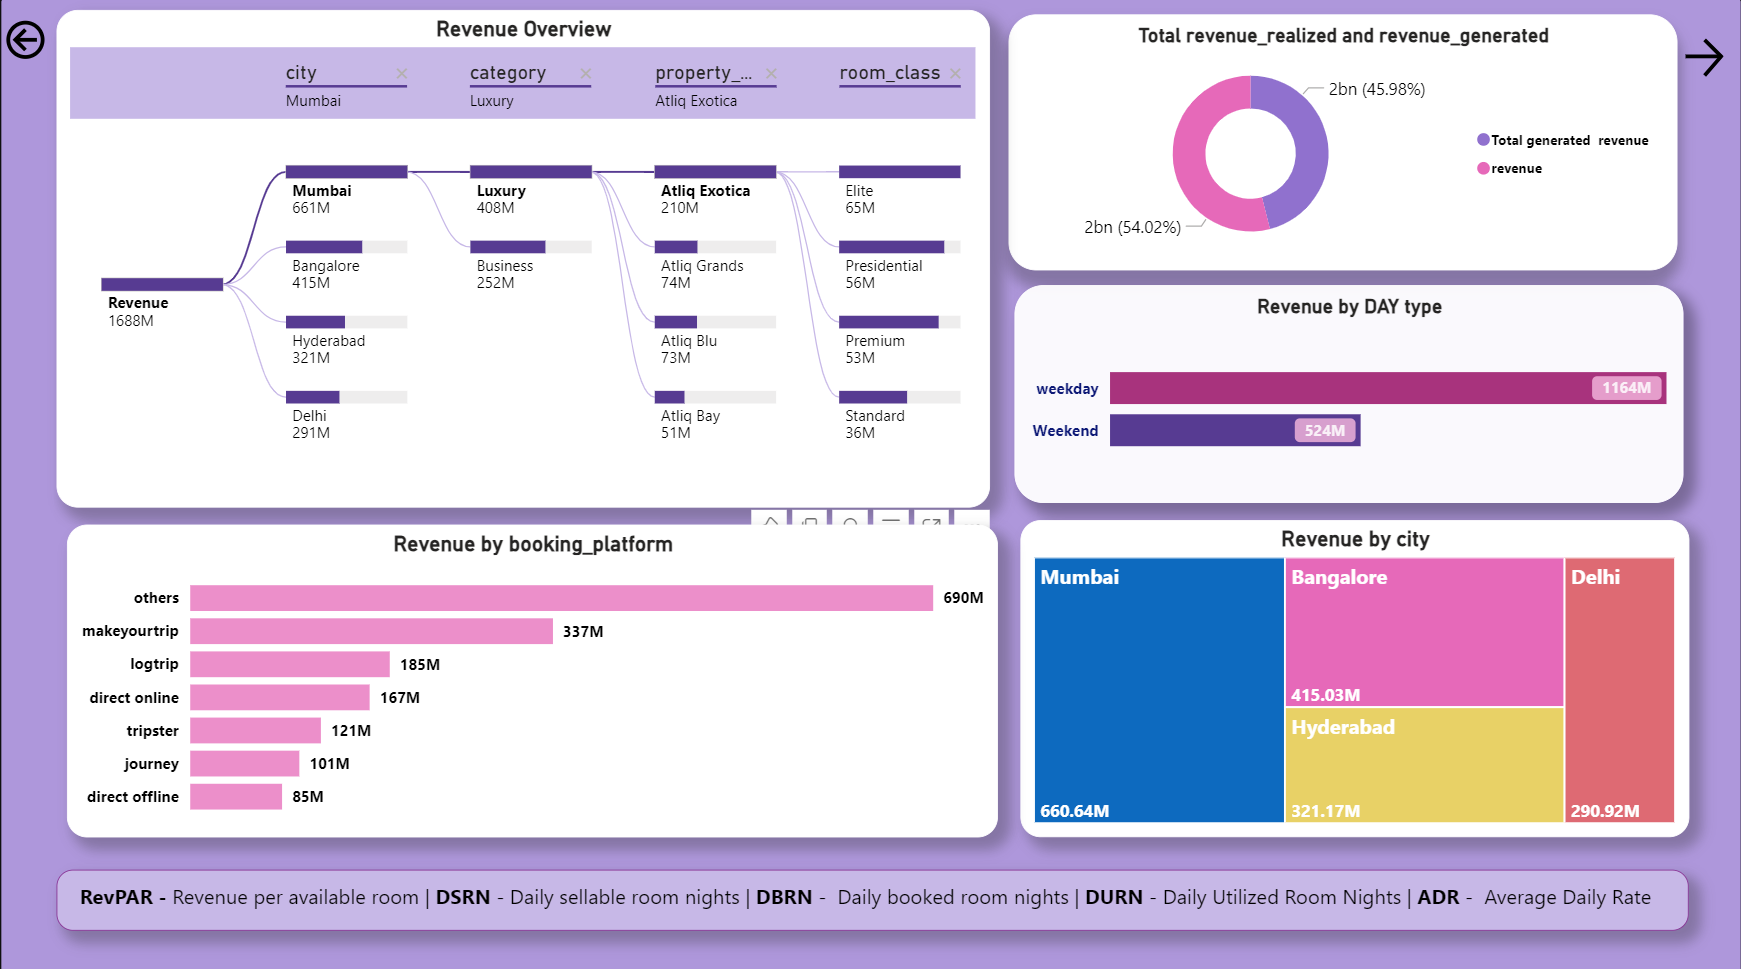 Revenue Overview
city
Mumbai
category
Luxury
property_...
Atliq Exotica
room_class
Revenue
1688M
Mumbai
661M
Bangalore
415M
Hyderabad
321M
Delhi
291M
Luxury
408M
Business
252M
Atliq Exotica
210M
Atliq Grands
74M
Atliq Blu
73M
Atliq Bay
51M
Elite
65M
Presidential
56M
Premium
53M
Standard
36M
Total revenue_realized and revenue_generated
2bn (45.98%)
2bn (54.02%)
Total generated  revenue
revenue
Revenue by DAY type
weekday 1164M
Weekend 524M
Revenue by booking_platform
others 690M
makeyourtrip 337M
logtrip 185M
direct online 167M
tripster 121M
journey 101M
direct offline 85M
Revenue by city
Mumbai
660.64M
Bangalore
415.03M
Hyderabad
321.17M
Delhi
290.92M
RevPAR - Revenue per available room | DSRN - Daily sellable room nights | DBRN -  Daily booked room nights | DURN - Daily Utilized Room Nights | ADR -  Average Daily Rate